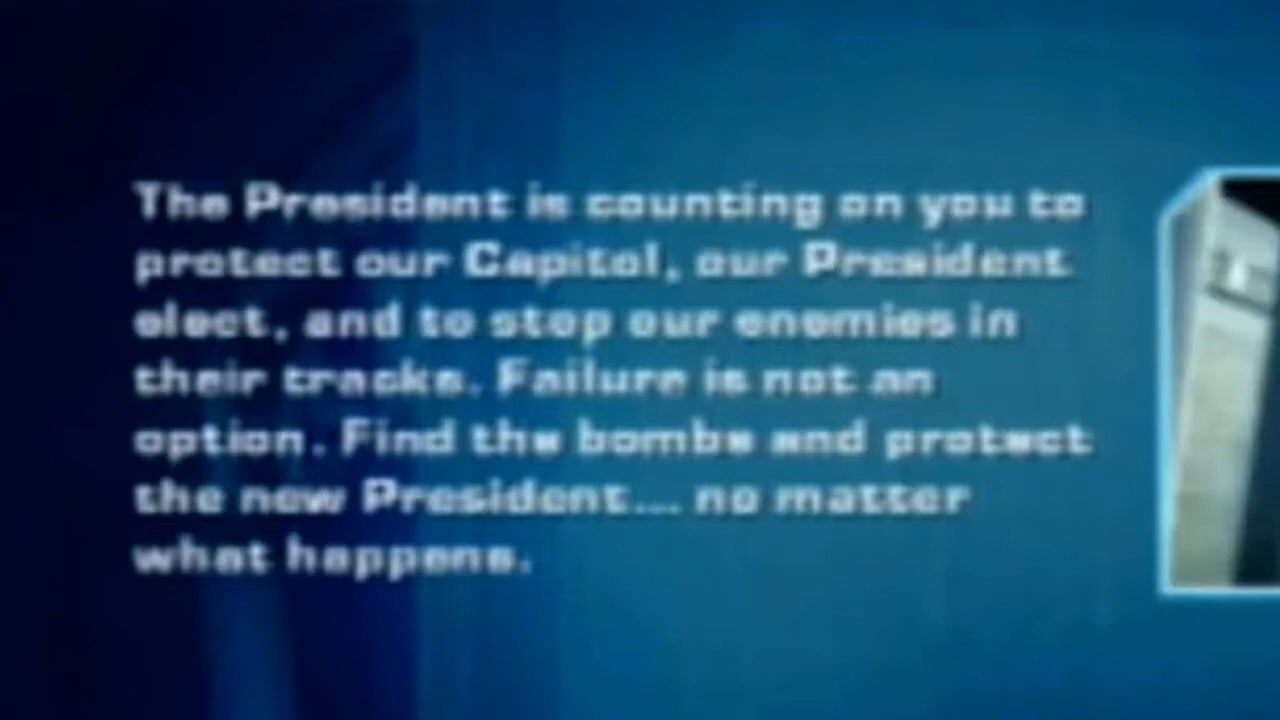 The President is counting on you to
protect our Capitol, our President
elect, and to stop our enemies in
their tracks. Failure is not an
option. Find the bombs and protect
the new President... no matter
what happens.